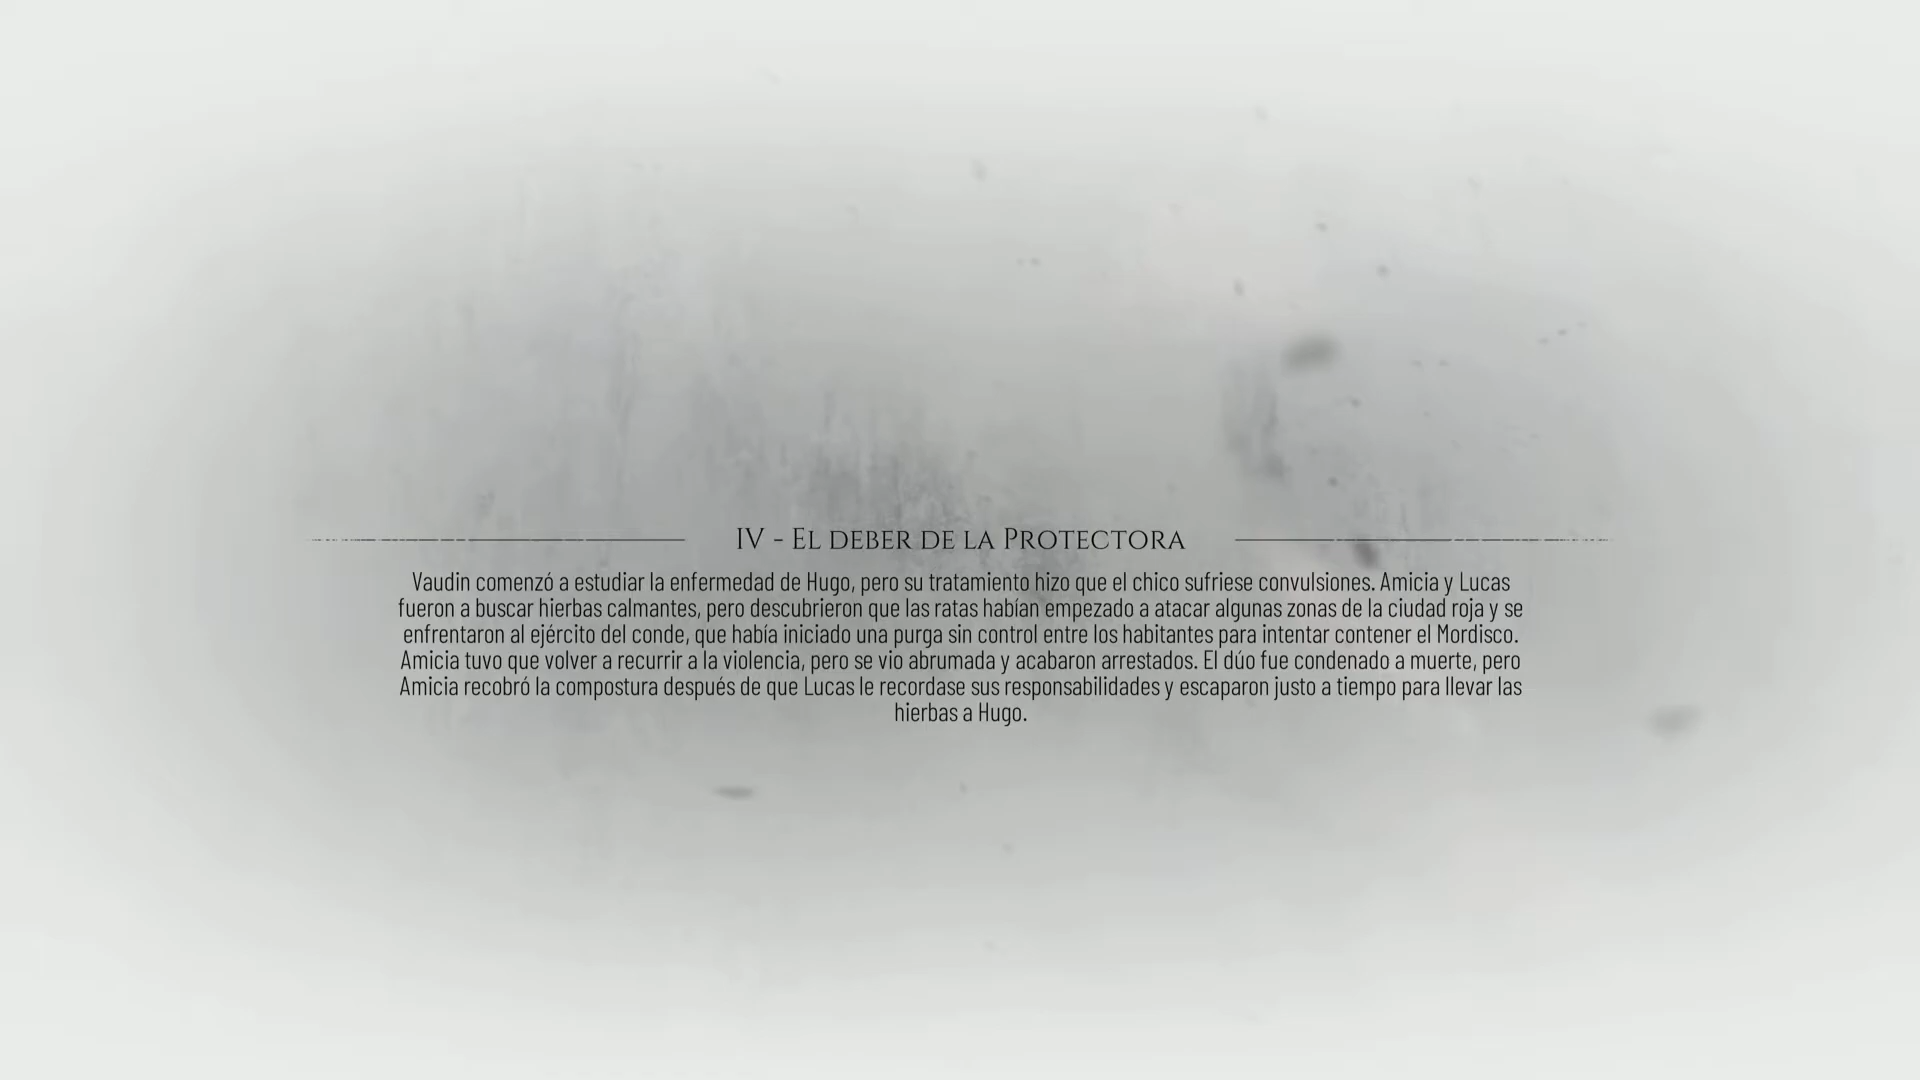 IV - El deber de la Protectora
Vaudin comenzó a estudiar la enfermedad de Hugo, pero su tratamiento hizo que el chico sufriese convulsiones. Amicia y Lucas
fueron a buscar hierbas calmantes, pero descubrieron que las ratas habían empezado a atacar algunas zonas de la ciudad roja y se
enfrentaron al ejército del conde, que había iniciado una purga sin control entre los habitantes para intentar contener el Mordisco.
Amicia tuvo que volver a recurrir a la violencia, pero se vio abrumada y acabaron arrestados. El dúo fue condenado a muerte, pero
Amicia recobró la compostura después de que Lucas le recordase sus responsabilidades y escaparon justo a tiempo para llevar las
hierbas a Hugo.